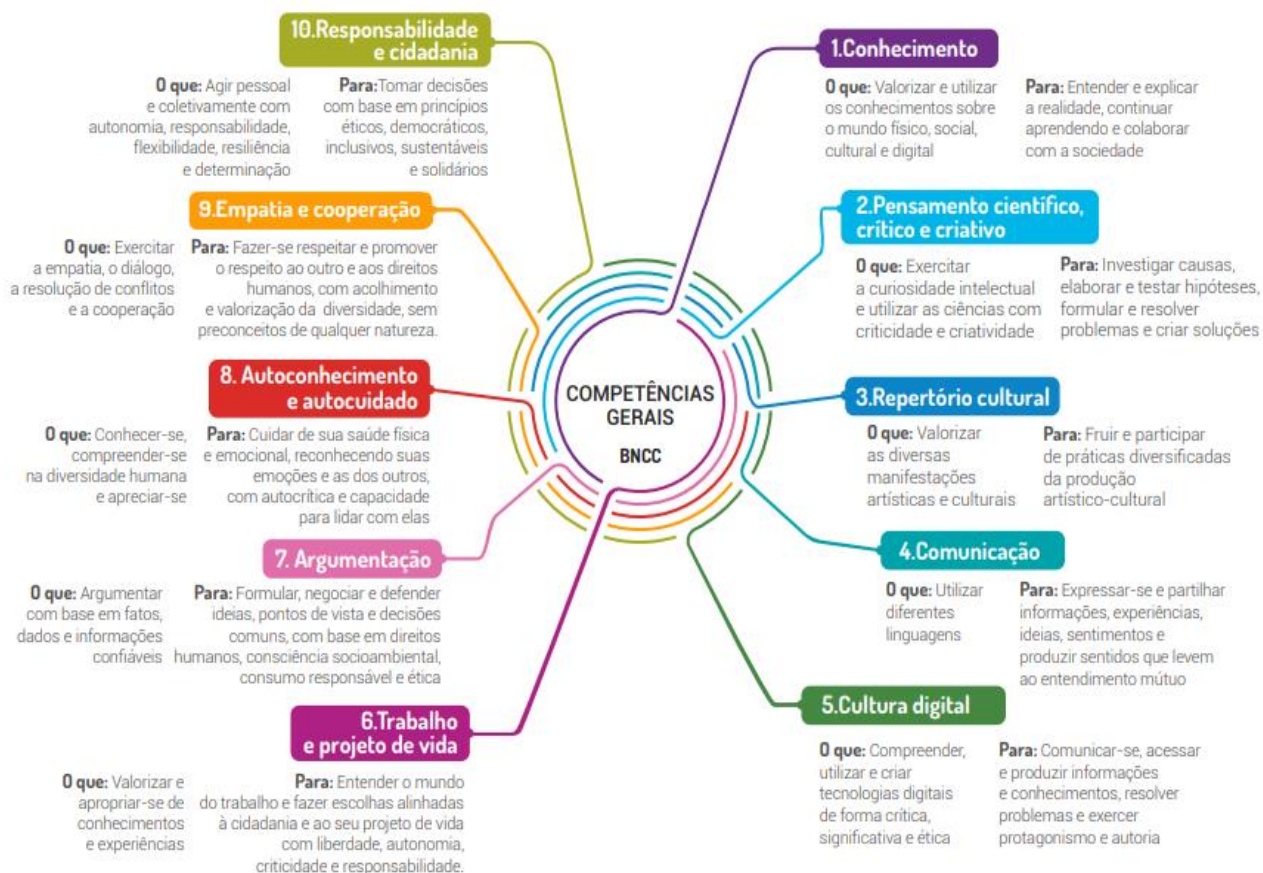 COMPETÊNCIAS
GERAIS
BNCC
1.Conhecimento
O que: Valorizar e utilizar
os conhecimentos sobre
o mundo físico, social,
cultural e digital
Para: Entender e explicar
a realidade, continuar
aprendendo e colaborar
com a sociedade
2.Pensamento científico,
crítico e criativo
O que: Exercitar
a curiosidade intelectual
e utilizar as ciências com
criticidade e criatividade
Para: Investigar causas,
elaborar e testar hipóteses,
formular e resolver
problemas e criar soluções
3.Repertório cultural
O que: Valorizar
as diversas
manifestações
artísticas e culturais
Para: Fruir e participar
de práticas diversificadas
da produção
artístico-cultural
4.Comunicação
O que: Utilizar
diferentes
linguagens
Para: Expressar-se e partilhar
informações, experiências,
ideias, sentimentos e
produzir sentidos que levem
ao entendimento mútuo
5.Cultura digital
O que: Compreender,
utilizar e criar
tecnologias digitais
de forma crítica,
significativa e ética
Para: Comunicar-se, acessar
e produzir informações
e conhecimentos, resolver
problemas e exercer
protagonismo e autoria
6.Trabalho
e projeto de vida
O que: Valorizar e
apropriar-se de
conhecimentos
e experiências
Para: Entender o mundo
do trabalho e fazer escolhas alinhadas
à cidadania e ao seu projeto de vida
com liberdade, autonomia,
criticidade e responsabilidade.
7. Argumentação
O que: Argumentar
com base em fatos,
dados e informações
confiáveis
Para: Formular, negociar e defender
ideias, pontos de vista e decisões
comuns, com base em direitos
humanos, consciência socioambiental,
consumo responsável e ética
8. Autoconhecimento
e autocuidado
O que: Conhecer-se,
compreender-se
na diversidade humana
e apreciar-se
Para: Cuidar de sua saúde física
e emocional, reconhecendo suas
emoções e as dos outros,
com autocrítica e capacidade
para lidar com elas
9.Empatia e cooperação
O que: Exercitar
a empatia, o diálogo,
a resolução de conflitos
e a cooperação
Para: Fazer-se respeitar e promover
o respeito ao outro e aos direitos
humanos, com acolhimento
e valorização da diversidade, sem
preconceitos de qualquer natureza.
10.Responsabilidade
e cidadania
O que: Agir pessoal
e coletivamente com
autonomia, responsabilidade,
flexibilidade, resiliência
e determinação
Para:Tomar decisões
com base em princípios
éticos, democráticos,
inclusivos, sustentáveis
e solidários